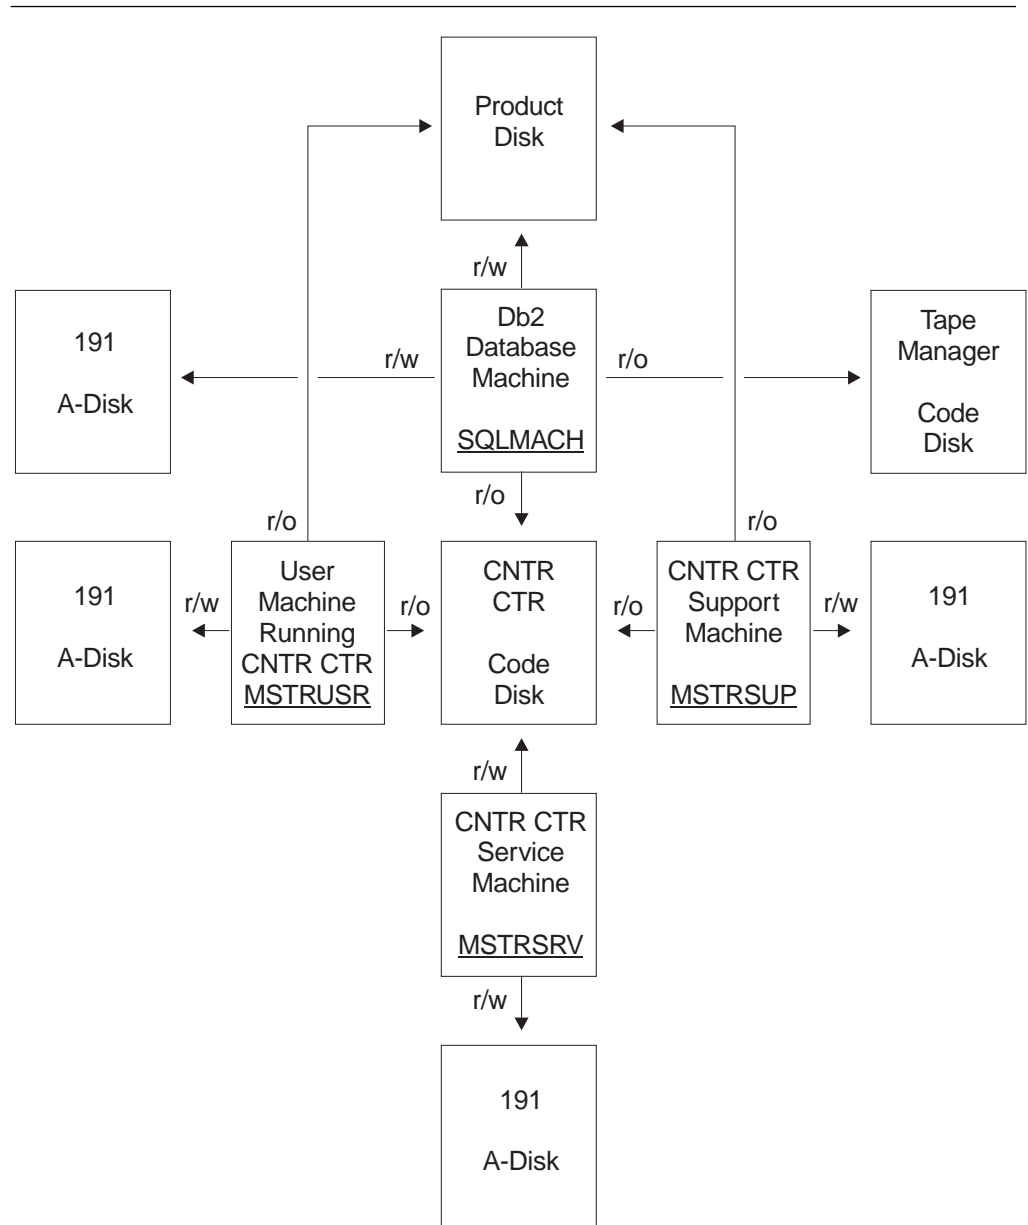 Product
Disk
r/w
191
A-Disk
r/w
Db2
Database
Machine
SQLMACH
r/o
Tape
Manager
Code
Disk
r/o
r/o
r/o
191
A-Disk
r/w
User
Machine
Running
CNTR CTR
MSTRUSR
r/o
CNTR
CTR
Code
Disk
r/o
CNTR CTR
Support
Machine
MSTRSUP
r/w
191
A-Disk
r/w
CNTR CTR
Service
Machine
MSTRSRV
r/w
191
A-Disk